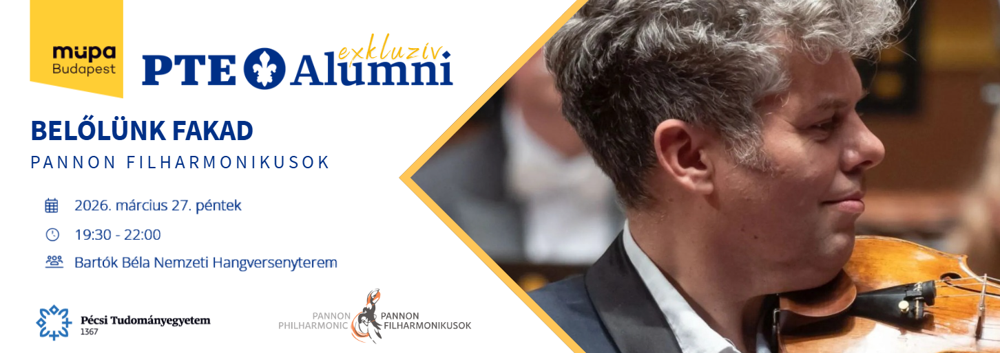 müpa
Budapest
exkluzív
PTE Alumni
BELŐLÜNK FAKAD
PANNON FILHARMONIKUSOK
2026. március 27. péntek
19:30 - 22:00
Bartók Béla Nemzeti Hangversenyterem
Pécsi Tudományegyetem
1367
PANNON PHILHARMONIC
PANNON FILHARMONIKUSOK